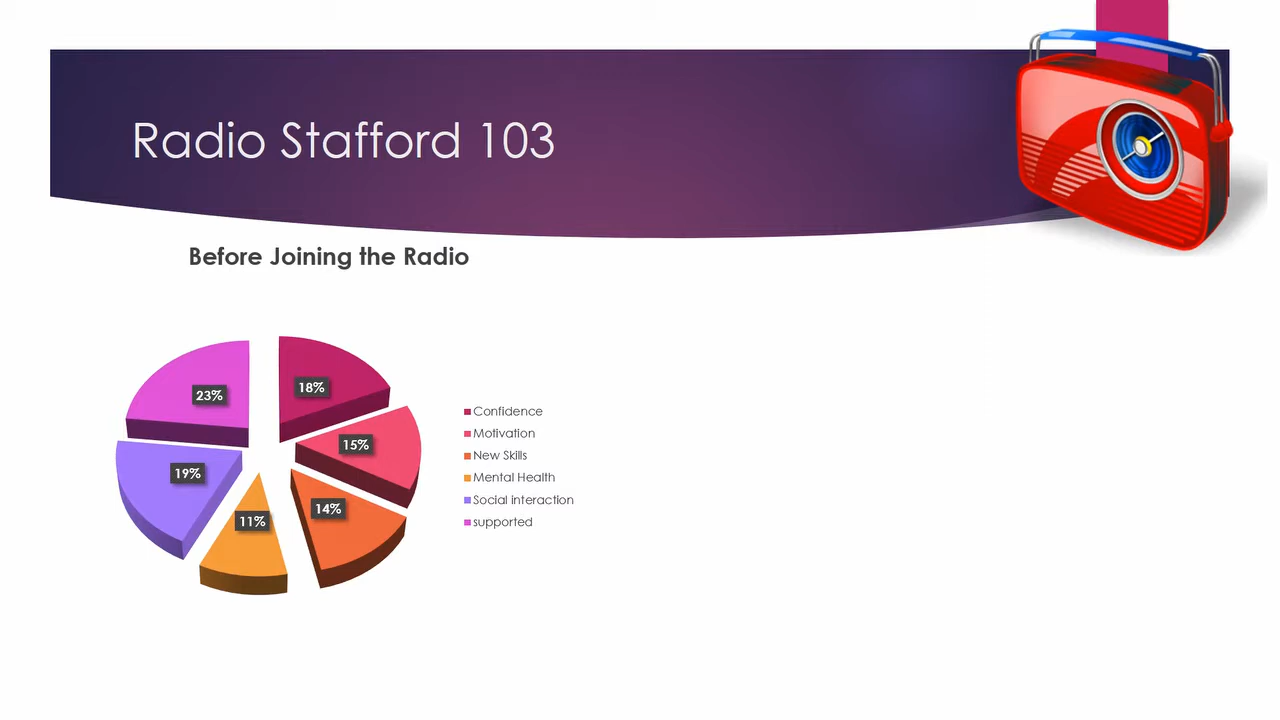 Radio Stafford 103
Before Joining the Radio
18%
15%
14%
11%
19%
23%
Confidence
Motivation
New Skills
Mental Health
Social interaction
supported